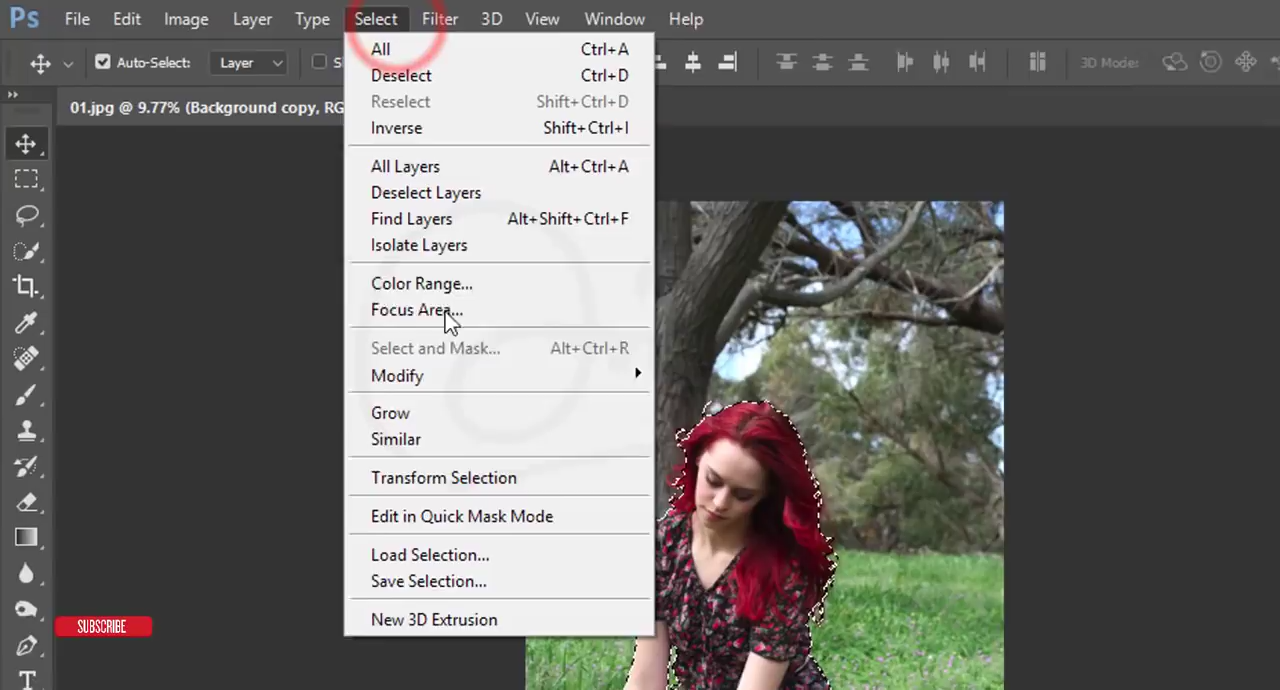 Ps File Edit Image Layer Type Select Filter 3D View Window Help
Auto-Select: Layer 3D Mode:
01.jpg @ 9.77% (Background copy, RG
All Ctrl+A
Deselect Ctrl+D
Reselect Shift+Ctrl+D
Inverse Shift+Ctrl+I
All Layers Alt+Ctrl+A
Deselect Layers
Find Layers Alt+Shift+Ctrl+F
Isolate Layers
Color Range...
Focus Area...
Select and Mask... Alt+Ctrl+R
Modify
Grow
Similar
Transform Selection
Edit in Quick Mask Mode
Load Selection...
Save Selection...
New 3D Extrusion
SUBSCRIBE